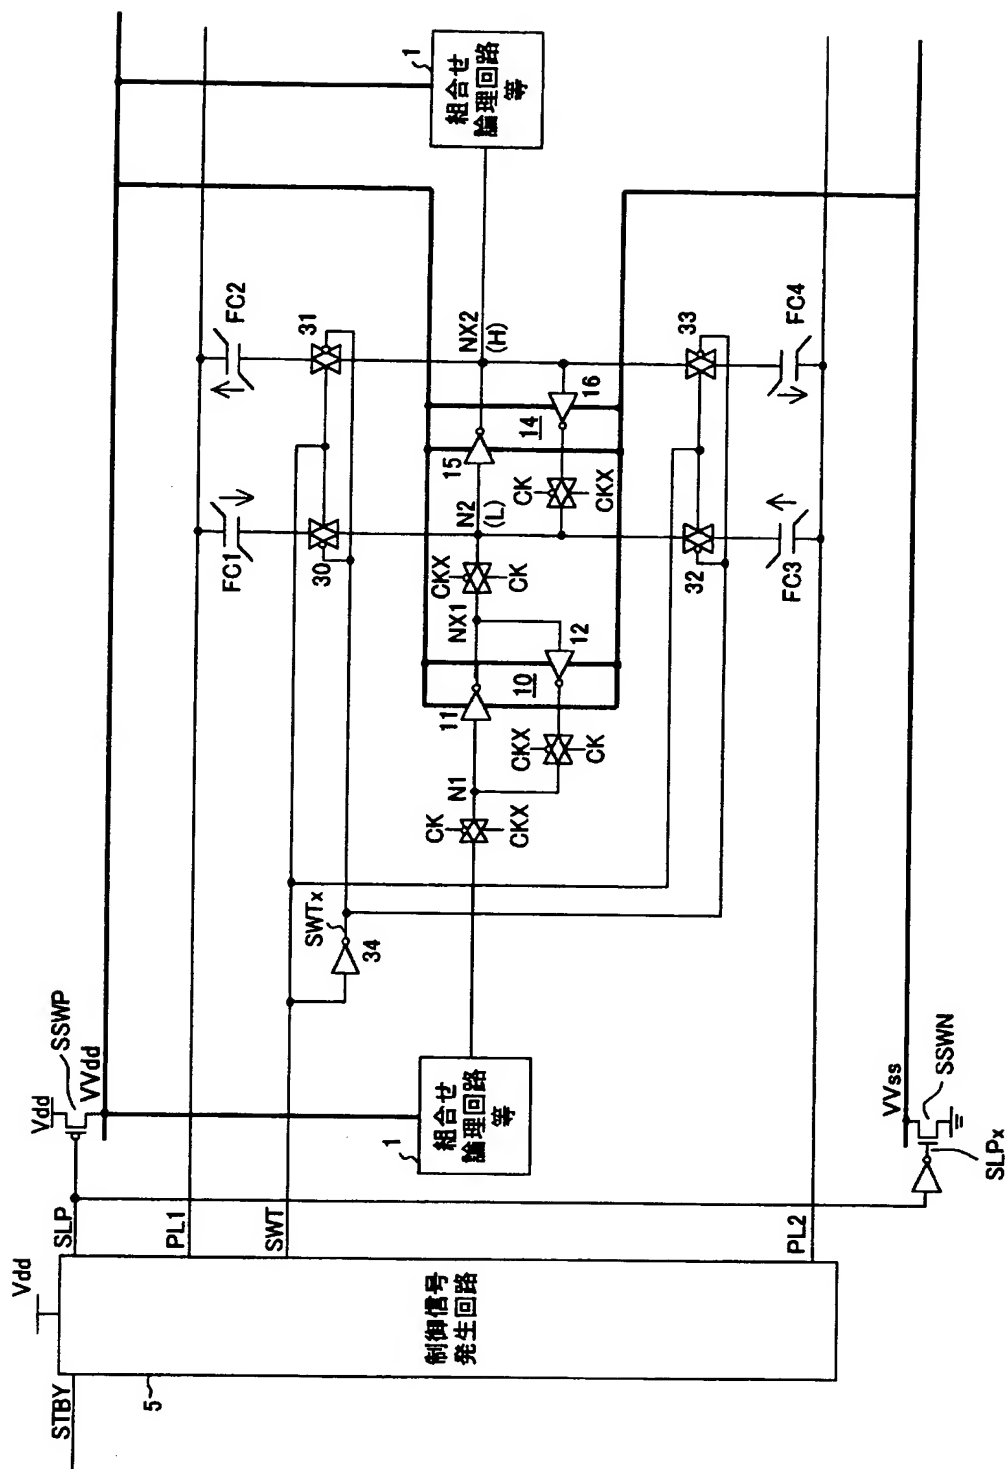 STBY
Vdd
5
制御信号
発生回路
SLP
PL1
SWT
PL2
Vdd
SSWP
VVdd
1
組合せ
論理回路
等
SWTx
34
VVss
SSWN
SLPx
CK
CKX
N1
11
10
12
CKX
CK
NX1
CKX
CK
N2
(L)
15
14
16
CK
CKX
NX2
(H)
FC1
30
FC2
31
32
FC3
33
FC4
1
組合せ
論理回路
等